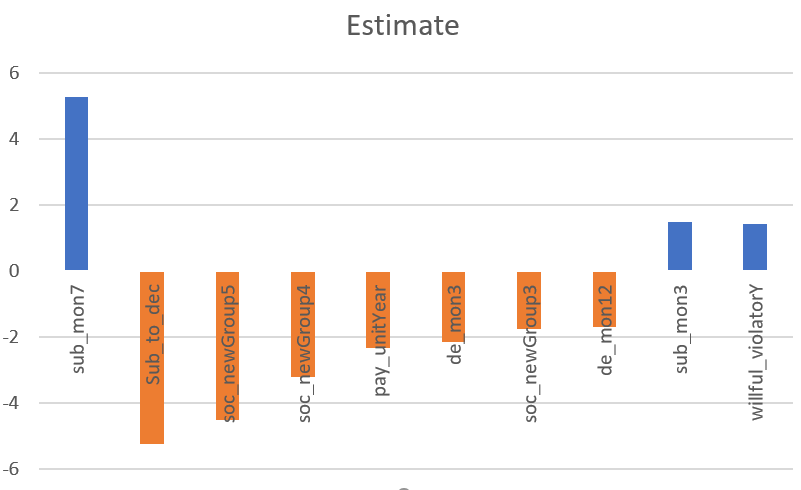 Estimate
6
4
2
0
-2
-4
-6
sub_mon7
Sub_to_dec
soc_newGroup5
soc_newGroup4
pay_unitYear
de_mon3
soc_newGroup3
de_mon12
sub_mon3
willful_violatorY